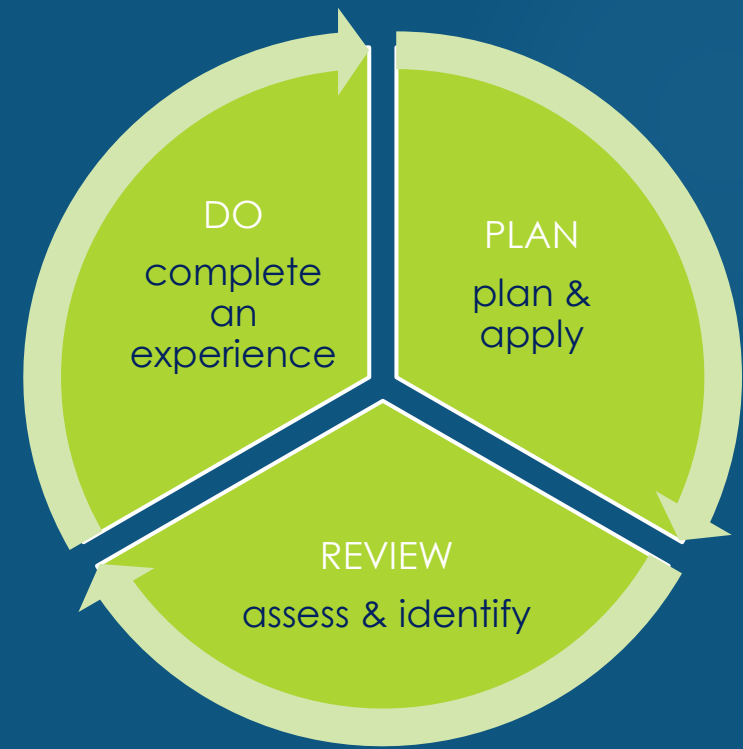 DO
complete
an
experience
PLAN
plan &
apply
REVIEW
assess & identify